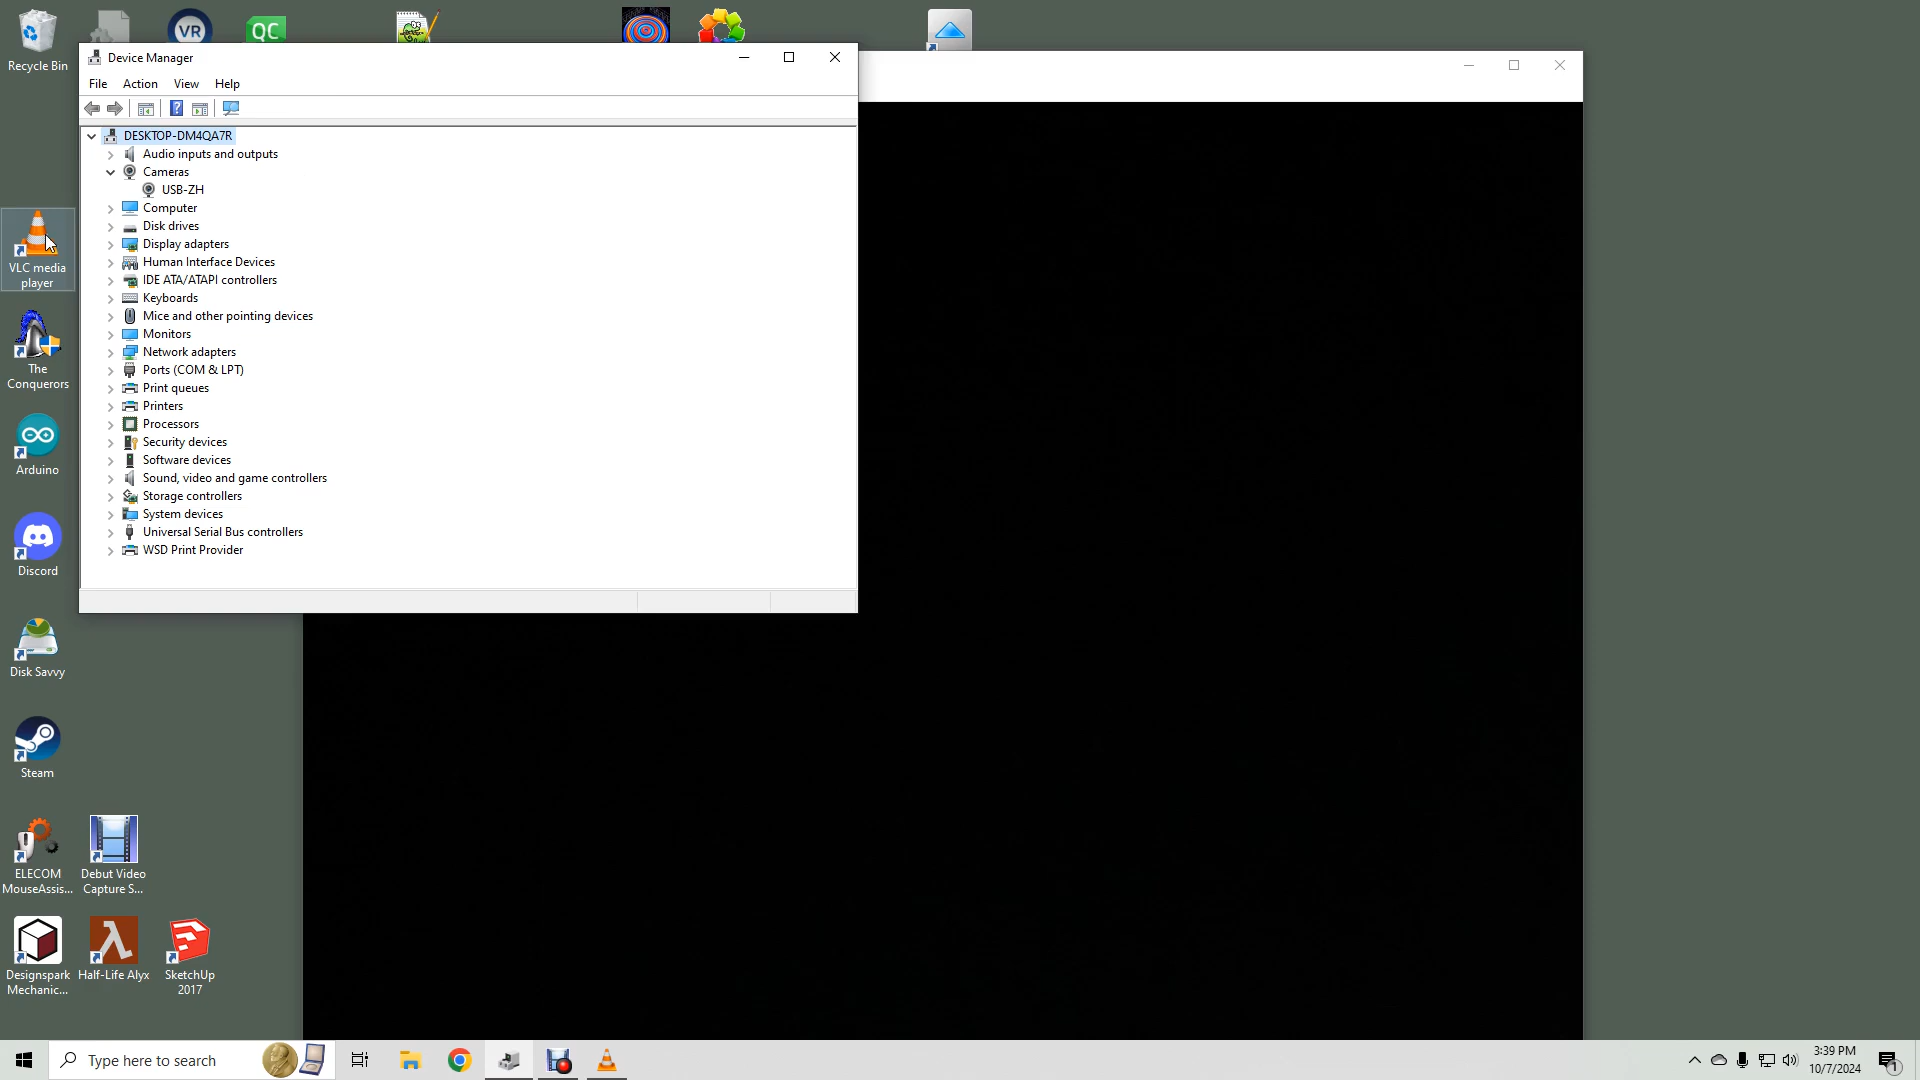 Recycle Bin
VR
QC
Device Manager
File Action View Help
DESKTOP-DM4QA7R
Audio inputs and outputs
Cameras
USB-ZH
Computer
Disk drives
Display adapters
Human Interface Devices
IDE ATA/ATAPI controllers
Keyboards
Mice and other pointing devices
Monitors
Network adapters
Ports (COM & LPT)
Print queues
Printers
Processors
Security devices
Software devices
Sound, video and game controllers
Storage controllers
System devices
Universal Serial Bus controllers
WSD Print Provider
VLC media
player
The
Conquerors
Arduino
Discord
Disk Savvy
Steam
ELECOM
MouseAssis...
Debut Video
Capture S...
Designspark
Mechanic...
Half-Life Alyx
SketchUp
2017
Type here to search
3:39 PM
10/7/2024
1